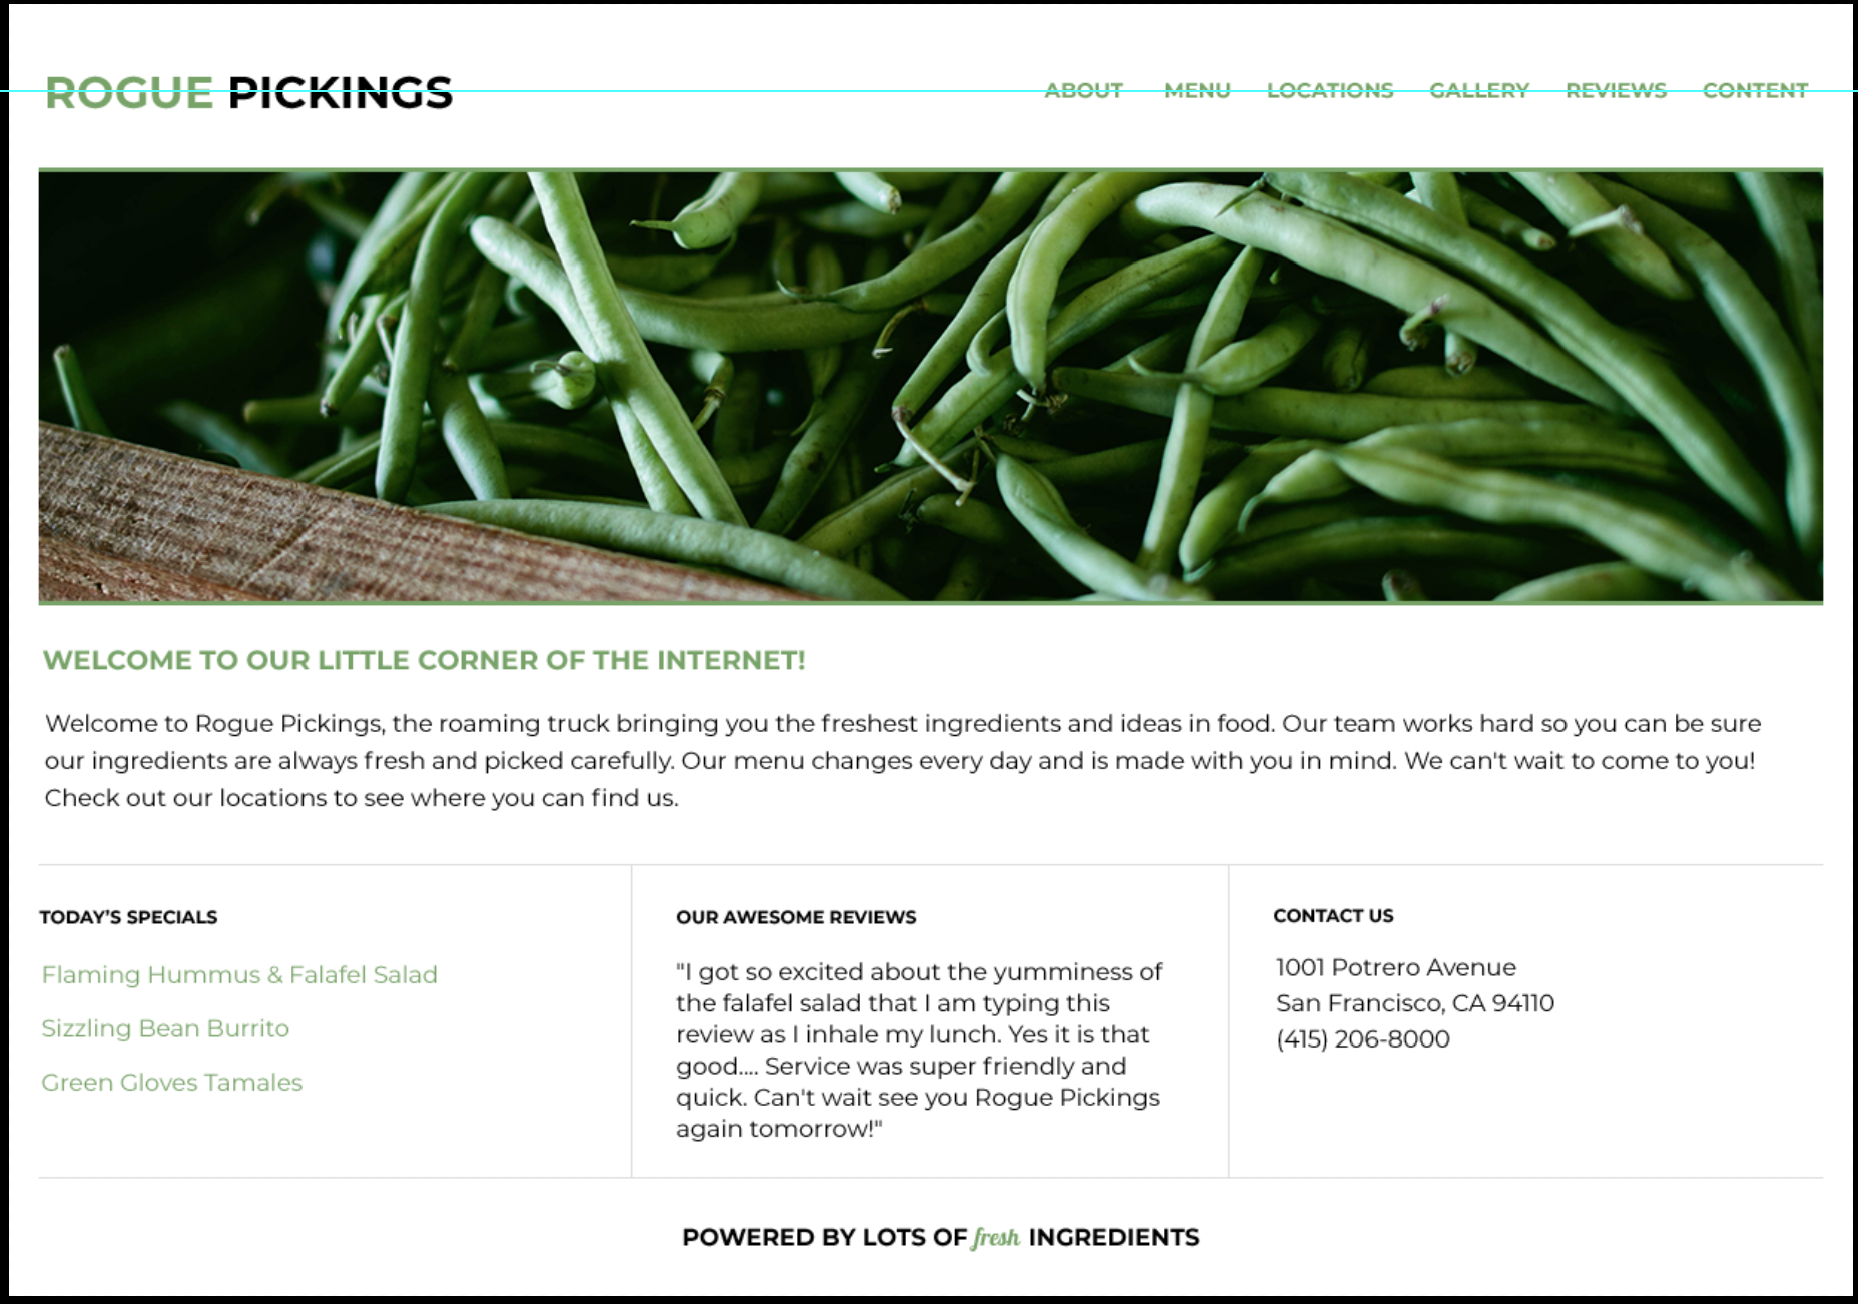 ROGUE PICKINGS
ABOUT MENU LOCATIONS GALLERY REVIEWS CONTENT
WELCOME TO OUR LITTLE CORNER OF THE INTERNET!
Welcome to Rogue Pickings, the roaming truck bringing you the freshest ingredients and ideas in food. Our team works hard so you can be sure
our ingredients are always fresh and picked carefully. Our menu changes every day and is made with you in mind. We can't wait to come to you!
Check out our locations to see where you can find us.
TODAY'S SPECIALS
Flaming Hummus & Falafel Salad
Sizzling Bean Burrito
Green Gloves Tamales
OUR AWESOME REVIEWS
"I got so excited about the yumminess of
the falafel salad that I am typing this
review as I inhale my lunch. Yes it is that
good.... Service was super friendly and
quick. Can't wait see you Rogue Pickings
again tomorrow!"
CONTACT US
1001 Potrero Avenue
San Francisco, CA 94110
(415) 206-8000
POWERED BY LOTS OF fresh INGREDIENTS